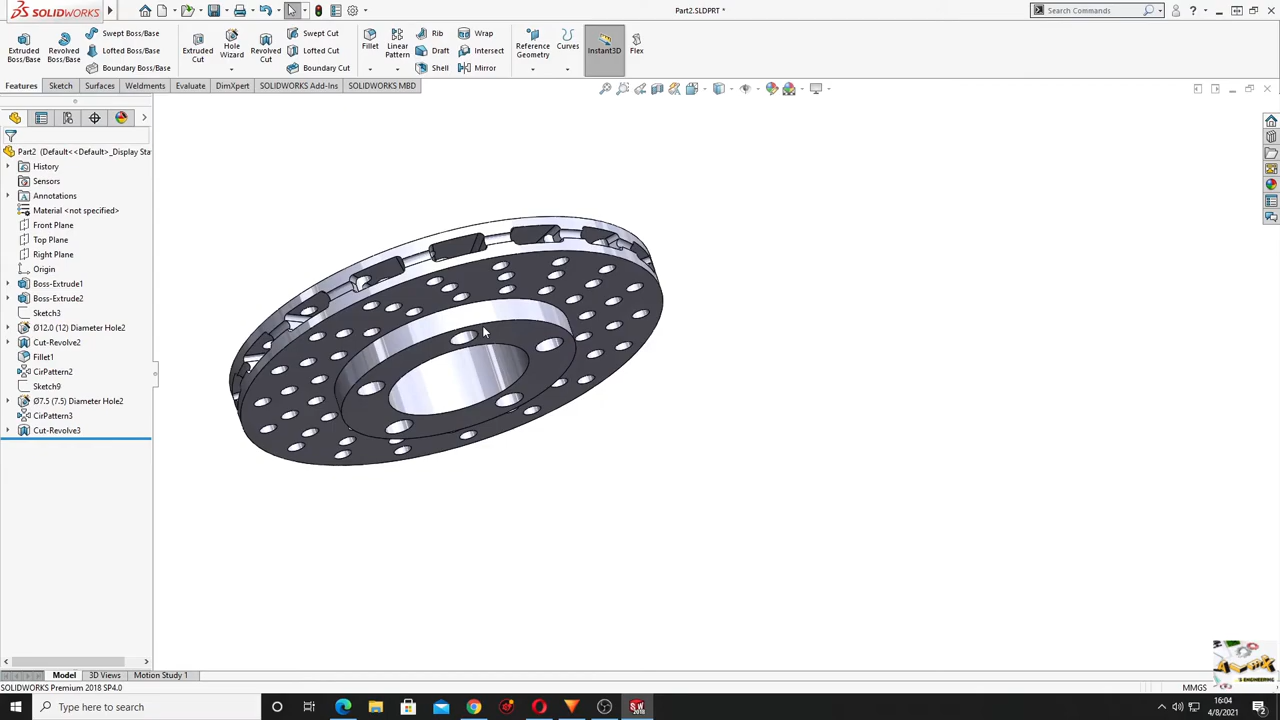 SOLIDWORKS
Part2.SLDPRT *
Search Commands
Extruded Boss/Base
Revolved Boss/Base
Swept Boss/Base
Lofted Boss/Base
Boundary Boss/Base
Extruded Cut
Hole Wizard
Revolved Cut
Swept Cut
Lofted Cut
Boundary Cut
Fillet
Linear Pattern
Rib
Draft
Shell
Wrap
Intersect
Mirror
Reference Geometry
Curves
Instant3D
Flex
Features
Sketch
Surfaces
Weldments
Evaluate
DimXpert
SOLIDWORKS Add-Ins
SOLIDWORKS MBD
Part2 (Default<<Default>_Display Sta
History
Sensors
Annotations
Material <not specified>
Front Plane
Top Plane
Right Plane
Origin
Boss-Extrude1
Boss-Extrude2
Sketch3
Ø12.0 (12) Diameter Hole2
Cut-Revolve2
Fillet1
CirPattern2
Sketch9
Ø7.5 (7.5) Diameter Hole2
CirPattern3
Cut-Revolve3
Model
3D Views
Motion Study 1
SOLIDWORKS Premium 2018 SP4.0
MMGS
Type here to search
16:04
4/8/2021